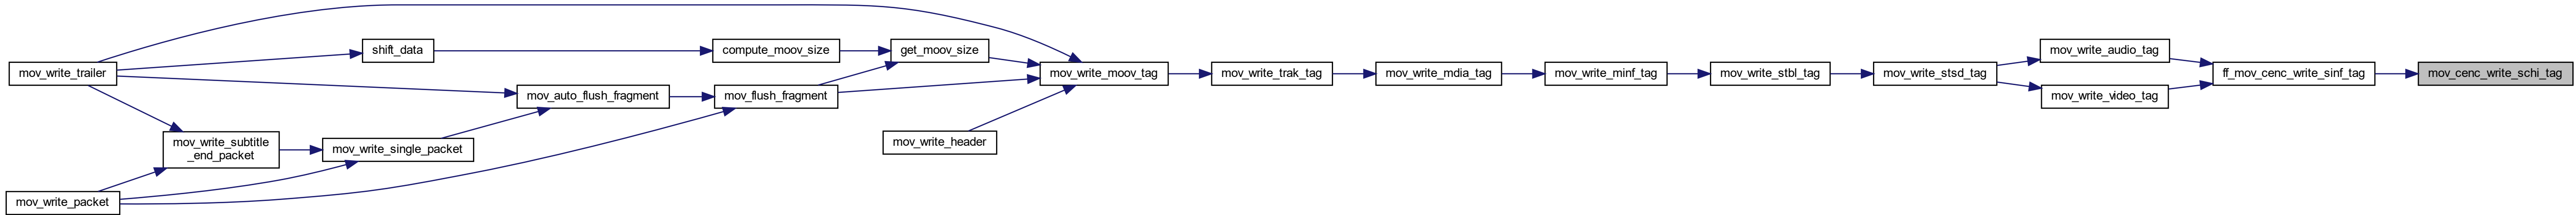 mov_write_trailer
shift_data
compute_moov_size
get_moov_size
mov_write_moov_tag
mov_write_trak_tag
mov_write_mdia_tag
mov_write_minf_tag
mov_write_stbl_tag
mov_write_stsd_tag
mov_write_audio_tag
mov_write_video_tag
ff_mov_cenc_write_sinf_tag
mov_cenc_write_schi_tag
mov_auto_flush_fragment
mov_flush_fragment
mov_write_header
mov_write_subtitle
_end_packet
mov_write_single_packet
mov_write_packet